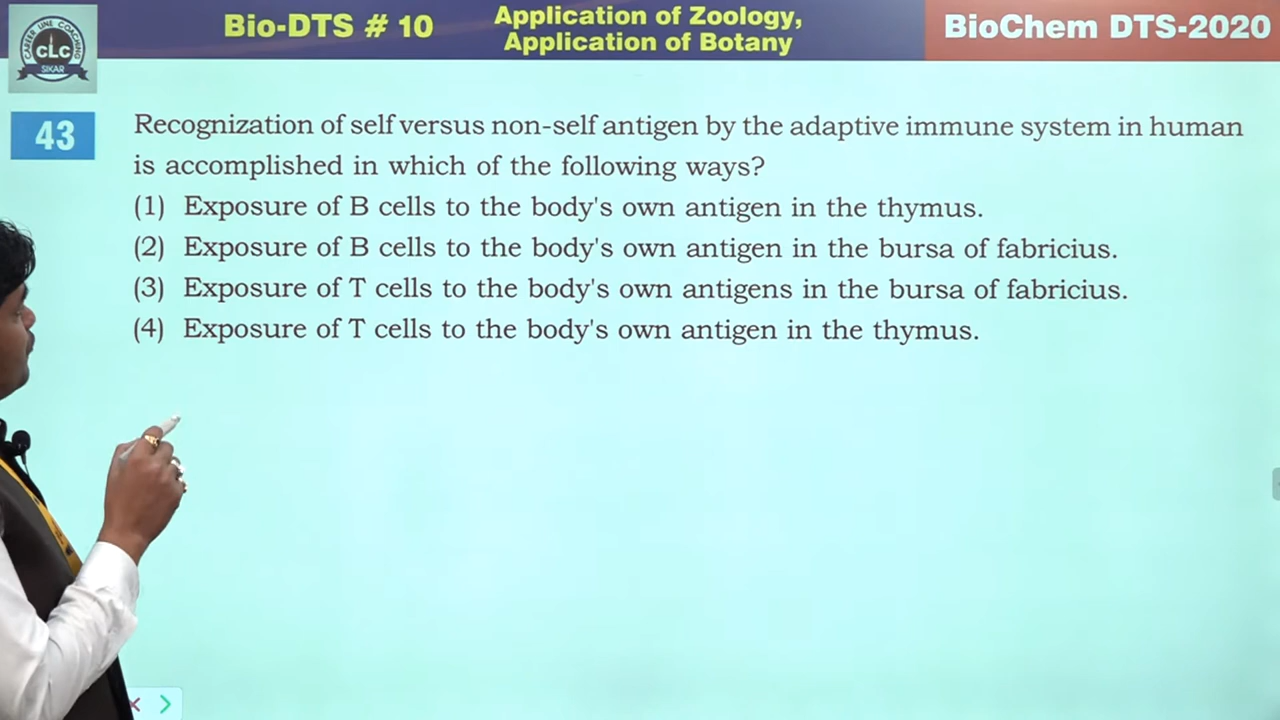 CAREER LINE COACHING
CLC
SIKAR
Bio-DTS # 10
Application of Zoology,
Application of Botany
BioChem DTS-2020
43
Recognization of self versus non-self antigen by the adaptive immune system in human
is accomplished in which of the following ways?
(1) Exposure of B cells to the body's own antigen in the thymus.
(2) Exposure of B cells to the body's own antigen in the bursa of fabricius.
(3) Exposure of T cells to the body's own antigens in the bursa of fabricius.
(4) Exposure of T cells to the body's own antigen in the thymus.